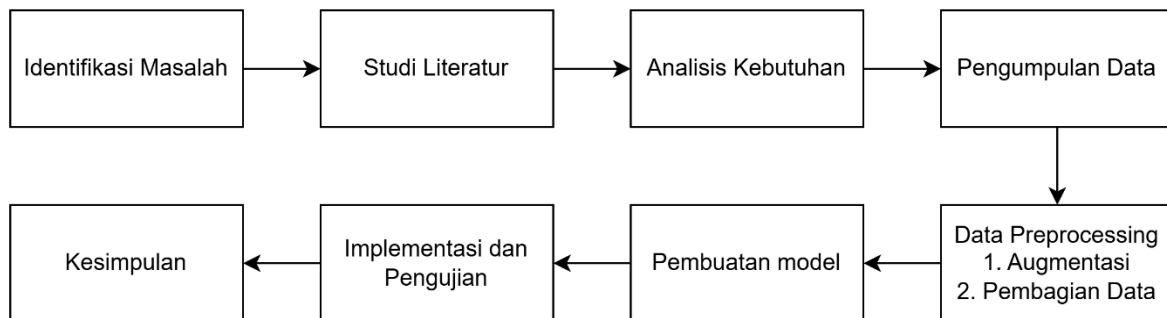 Identifikasi Masalah
Studi Literatur
Analisis Kebutuhan
Pengumpulan Data
Data Preprocessing
1. Augmentasi
2. Pembagian Data
Pembuatan model
Implementasi dan
Pengujian
Kesimpulan